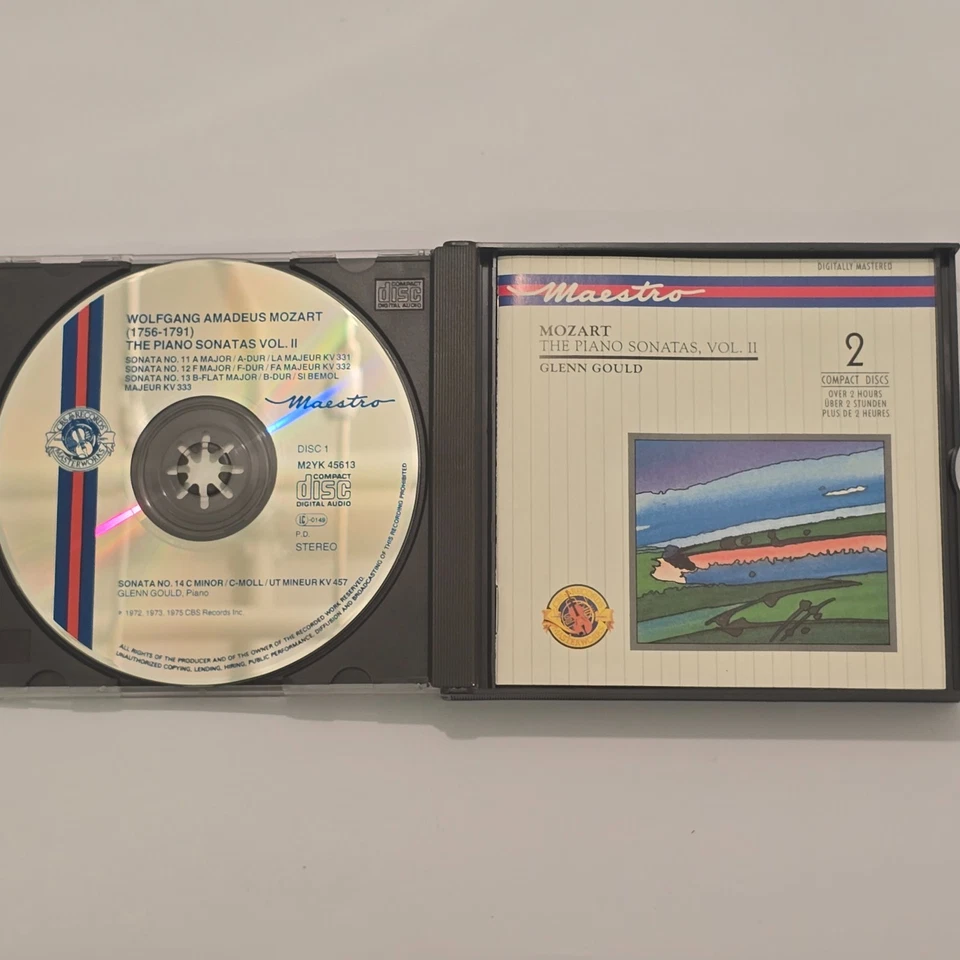 WOLFGANG AMADEUS MOZART
(1756-1791)
THE PIANO SONATAS VOL. II
SONATA NO. 11 A MAJOR / A-DUR / LA MAJEUR KV 331
SONATA NO. 12 F MAJOR / F-DUR / FA MAJEUR KV 332
SONATA NO. 13 B-FLAT MAJOR / B-DUR / SI BEMOL
MAJEUR KV 333
Maestro
CBS RECORDS
MASTERWORKS
DISC 1
M2YK 45613
COMPACT
disc
DIGITAL AUDIO
LC-0149
P.D.
STEREO
SONATA NO. 14 C MINOR / C-MOLL / UT MINEUR KV 457
GLENN GOULD, Piano
℗ 1972, 1973, 1975 CBS Records Inc.
ALL RIGHTS OF THE PRODUCER AND OF THE OWNER OF THE RECORDED WORK RESERVED.
UNAUTHORIZED COPYING, LENDING, HIRING, PUBLIC PERFORMANCE, DIFFUSION AND BROADCASTING OF THIS RECORDING PROHIBITED
COMPACT
disc
DIGITAL AUDIO
DIGITALLY MASTERED
Maestro
MOZART
THE PIANO SONATAS, VOL. II
GLENN GOULD
2
COMPACT DISCS
OVER 2 HOURS
ÜBER 2 STUNDEN
PLUS DE 2 HEURES